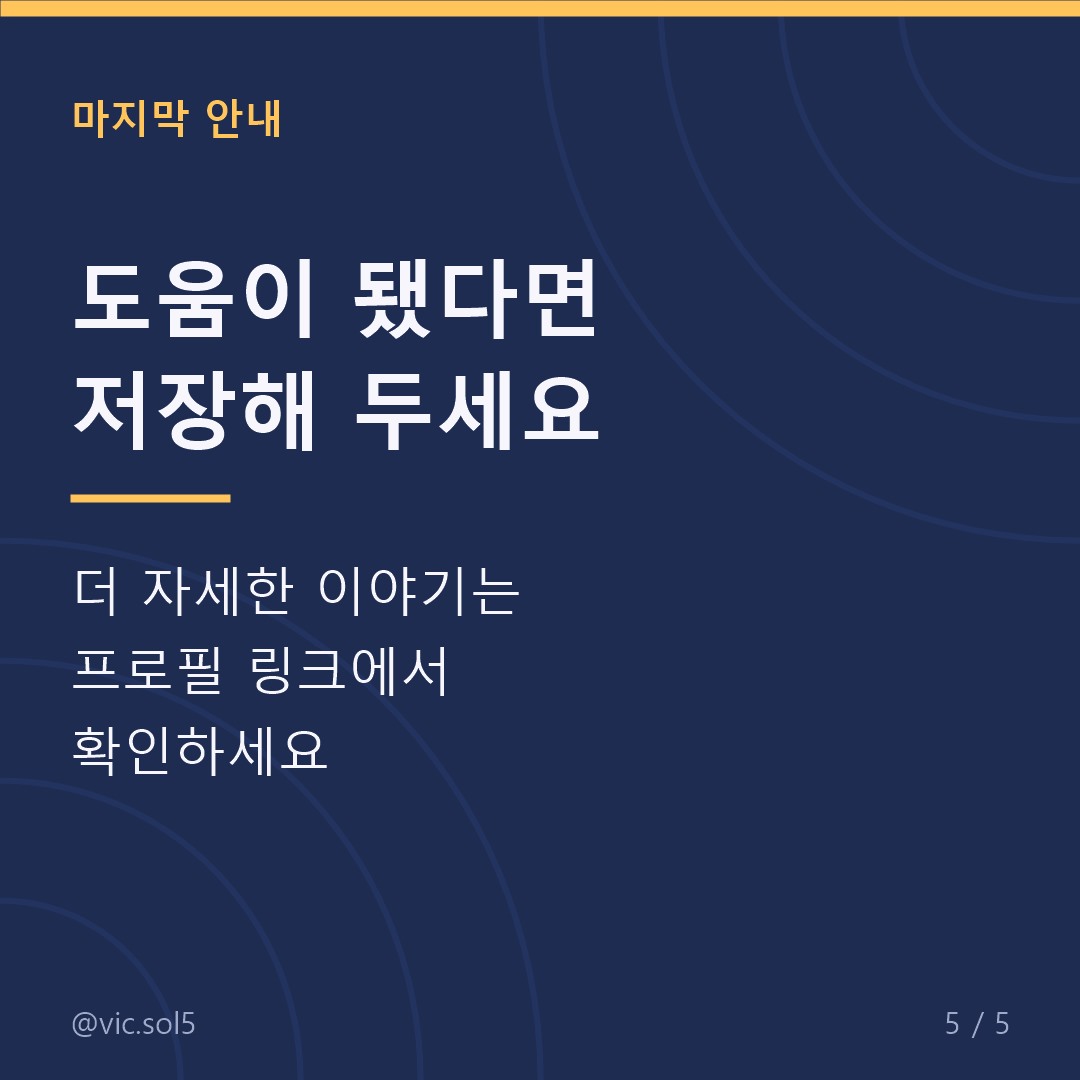 마지막 안내
도움이 됐다면
저장해 두세요
더 자세한 이야기는
프로필 링크에서
확인하세요
@vic.sol5
5 / 5